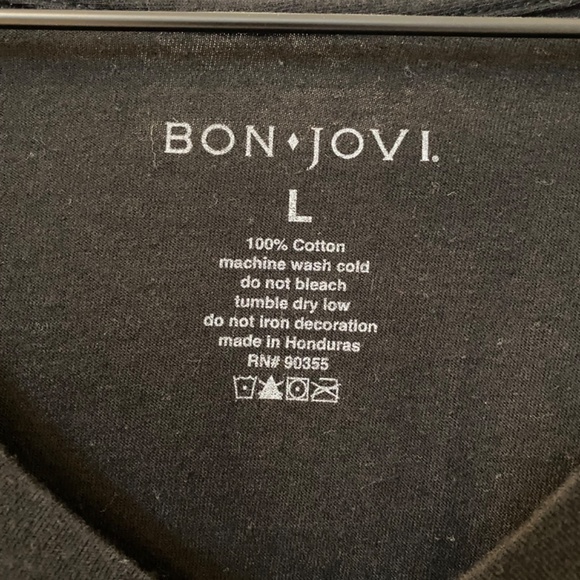 BON♦JOVI.
L
100% Cotton
machine wash cold
do not bleach
tumble dry low
do not iron decoration
made in Honduras
RN# 90355